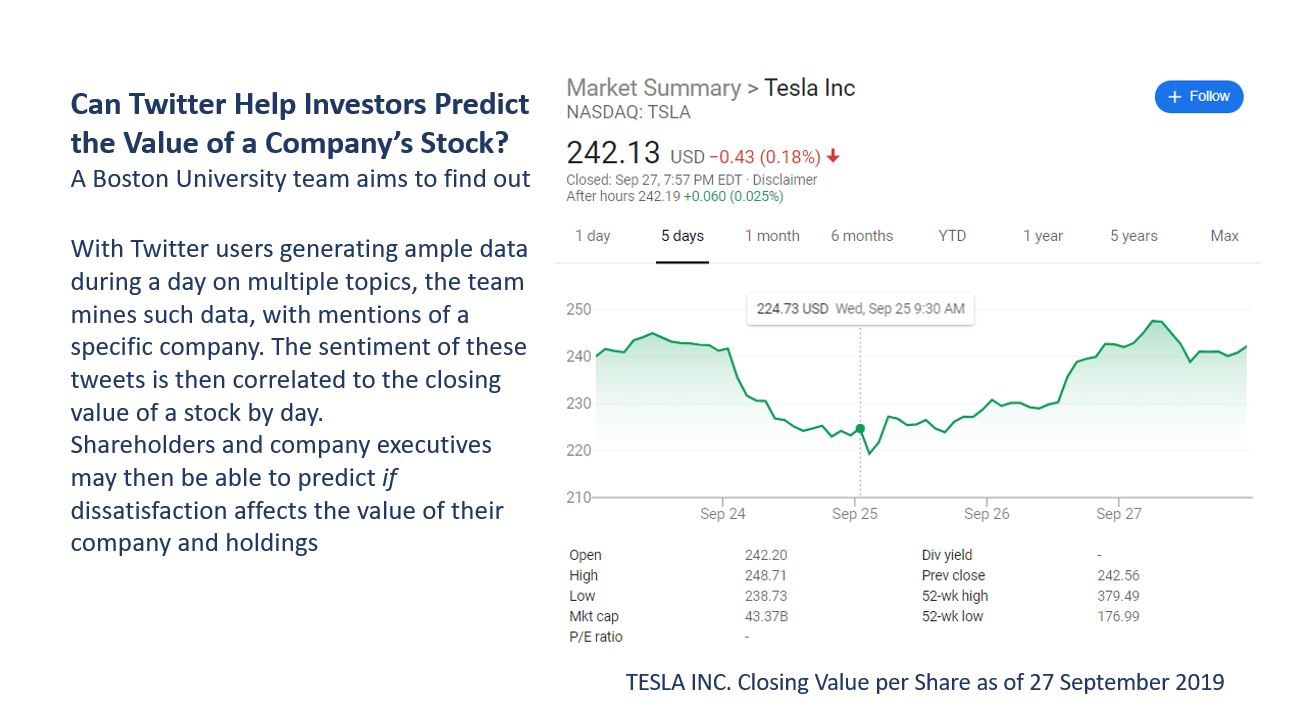 Can Twitter Help Investors Predict
the Value of a Company’s Stock?
A Boston University team aims to find out
With Twitter users generating ample data
during a day on multiple topics, the team
mines such data, with mentions of a
specific company. The sentiment of these
tweets is then correlated to the closing
value of a stock by day.
Shareholders and company executives
may then be able to predict if
dissatisfaction affects the value of their
company and holdings
Market Summary > Tesla Inc
NASDAQ: TSLA
+ Follow
242.13 USD −0.43 (0.18%)
Closed: Sep 27, 7:57 PM EDT · Disclaimer
After hours 242.19 +0.060 (0.025%)
1 day 5 days 1 month 6 months YTD 1 year 5 years Max
224.73 USD Wed, Sep 25 9:30 AM
250
240
230
220
210
Sep 24 Sep 25 Sep 26 Sep 27
Open 242.20 Div yield -
High 248.71 Prev close 242.56
Low 238.73 52-wk high 379.49
Mkt cap 43.37B 52-wk low 176.99
P/E ratio -
TESLA INC. Closing Value per Share as of 27 September 2019